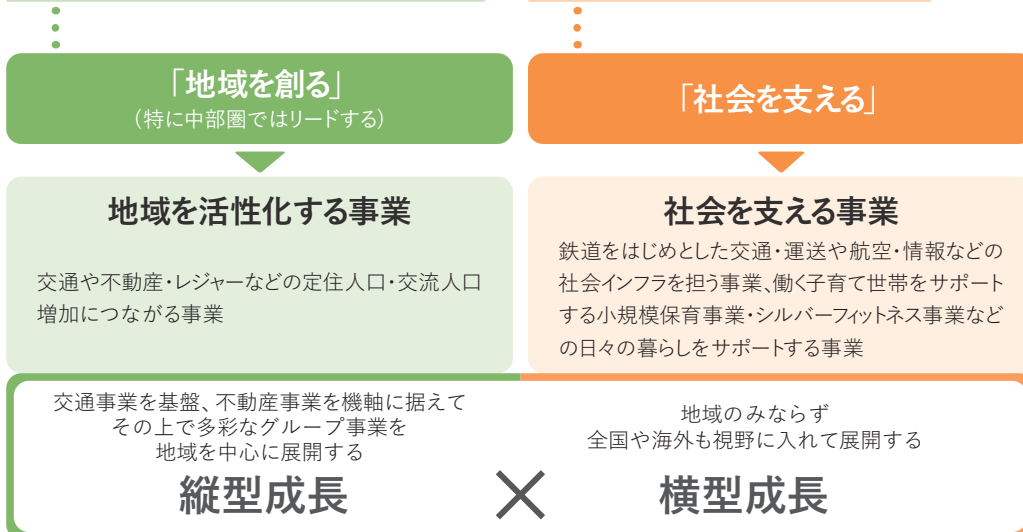 「地域を創る」
（特に中部圏ではリードする）
地域を活性化する事業
交通や不動産・レジャーなどの定住人口・交流人口
増加につながる事業
「社会を支える」
社会を支える事業
鉄道をはじめとした交通・運送や航空・情報などの
社会インフラを担う事業、働く子育て世帯をサポート
する小規模保育事業・シルバーフィットネス事業など
の日々の暮らしをサポートする事業
交通事業を基盤、不動産事業を機軸に据えて
その上で多彩なグループ事業を
地域を中心に展開する
縦型成長
×
地域のみならず
全国や海外も視野に入れて展開する
横型成長